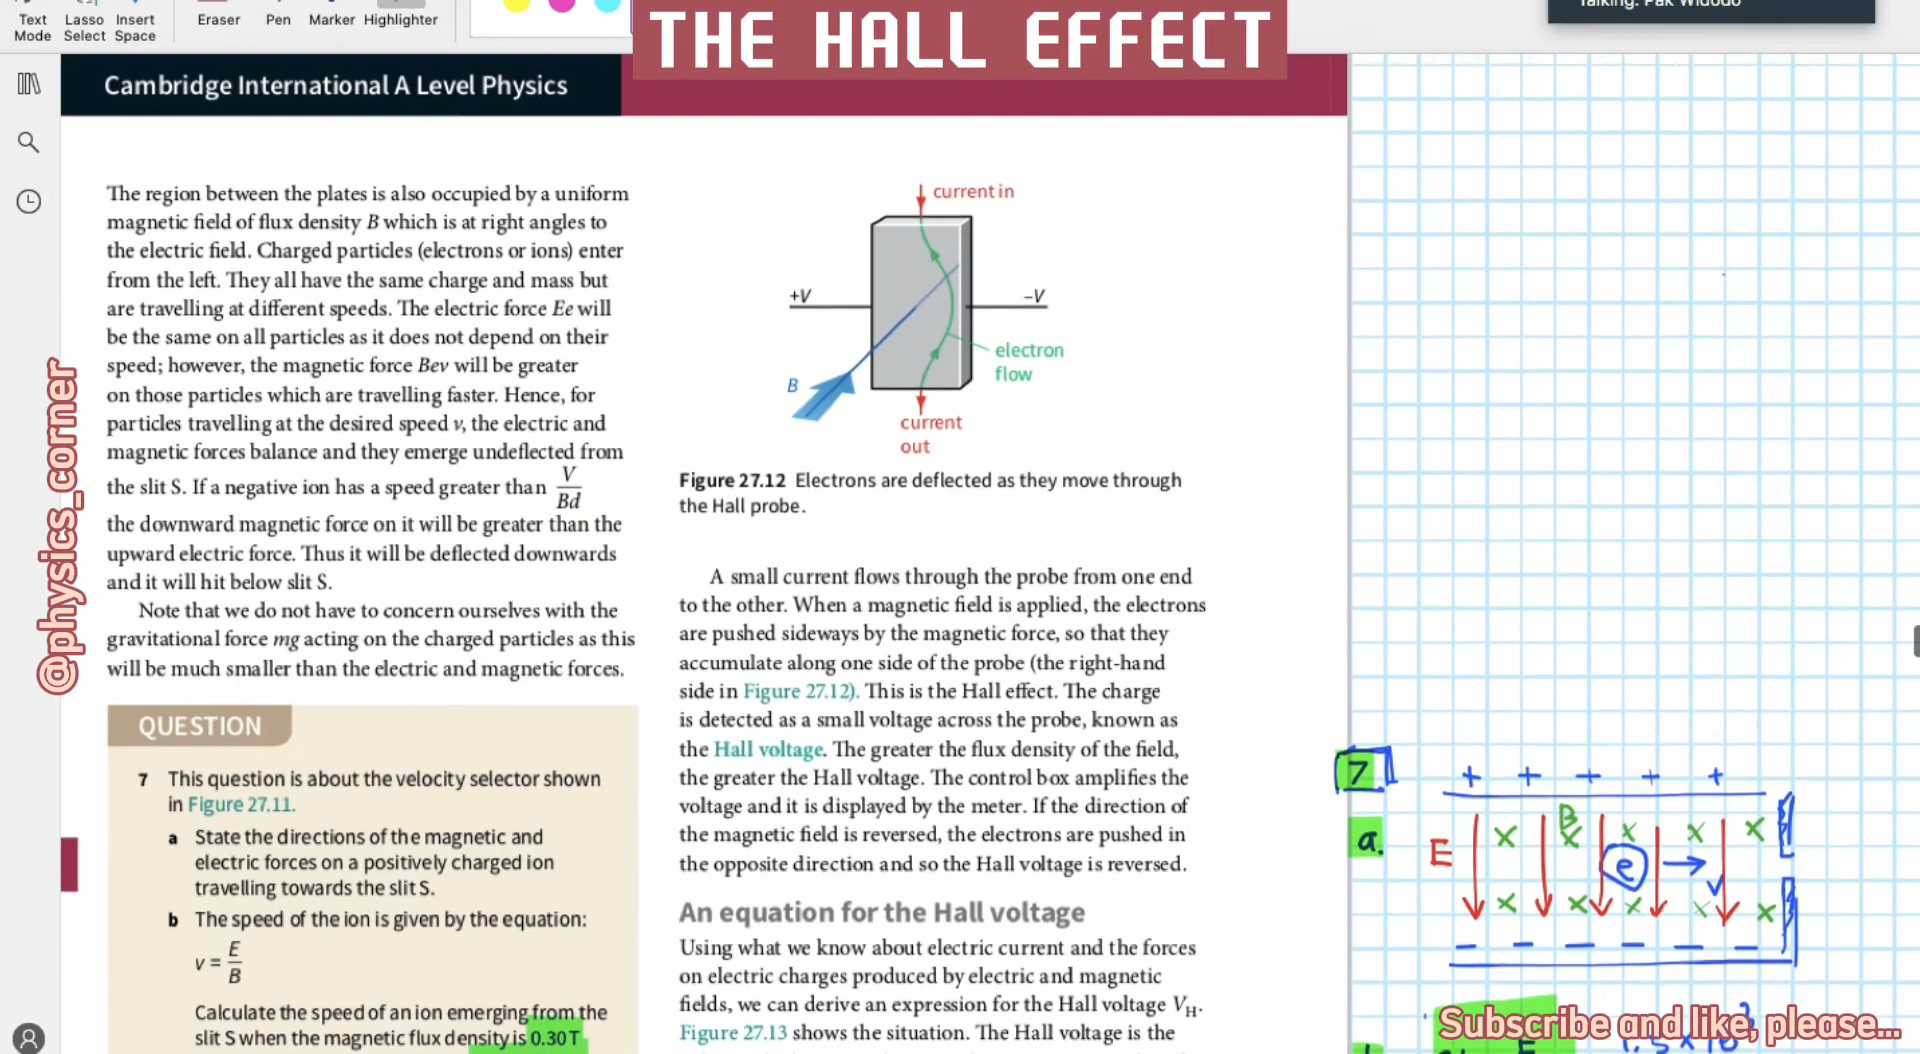 Talking: Pak Widodo
Text Mode
Lasso Select
Insert Space
Eraser
Pen
Marker
Highlighter
THE HALL EFFECT
Cambridge International A Level Physics
The region between the plates is also occupied by a uniform
magnetic field of flux density B which is at right angles to
the electric field. Charged particles (electrons or ions) enter
from the left. They all have the same charge and mass but
are travelling at different speeds. The electric force Ee will
be the same on all particles as it does not depend on their
speed; however, the magnetic force Bev will be greater
on those particles which are travelling faster. Hence, for
particles travelling at the desired speed v, the electric and
magnetic forces balance and they emerge undeflected from
the slit S. If a negative ion has a speed greater than V/Bd
the downward magnetic force on it will be greater than the
upward electric force. Thus it will be deflected downwards
and it will hit below slit S.
Note that we do not have to concern ourselves with the
gravitational force mg acting on the charged particles as this
will be much smaller than the electric and magnetic forces.
QUESTION
7 This question is about the velocity selector shown
in Figure 27.11.
a State the directions of the magnetic and
electric forces on a positively charged ion
travelling towards the slit S.
b The speed of the ion is given by the equation:
v = E/B
Calculate the speed of an ion emerging from the
slit S when the magnetic flux density is 0.30 T
@physics_corner
current in
+V
–V
electron
flow
B
current
out
Figure 27.12 Electrons are deflected as they move through
the Hall probe.
A small current flows through the probe from one end
to the other. When a magnetic field is applied, the electrons
are pushed sideways by the magnetic force, so that they
accumulate along one side of the probe (the right-hand
side in Figure 27.12). This is the Hall effect. The charge
is detected as a small voltage across the probe, known as
the Hall voltage. The greater the flux density of the field,
the greater the Hall voltage. The control box amplifies the
voltage and it is displayed by the meter. If the direction of
the magnetic field is reversed, the electrons are pushed in
the opposite direction and so the Hall voltage is reversed.
An equation for the Hall voltage
Using what we know about electric current and the forces
on electric charges produced by electric and magnetic
fields, we can derive an expression for the Hall voltage VH.
Figure 27.13 shows the situation. The Hall voltage is the
7
+ + + + +
a.
E
B
x x x x x
e
v
x x x x x
– – – – – –
Subscribe and like, please...